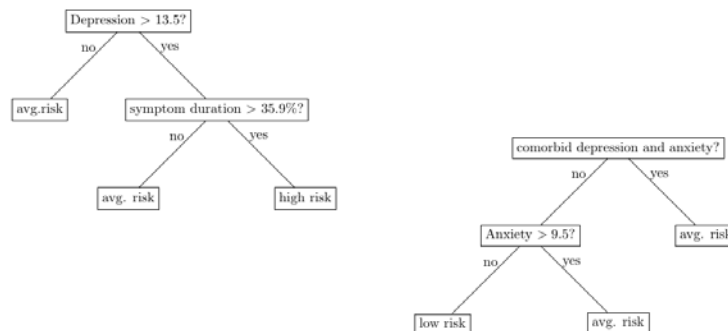 Depression > 13.5?
no
yes
avg.risk
symptom duration > 35.9%?
no
yes
avg. risk
high risk
comorbid depression and anxiety?
no
yes
Anxiety > 9.5?
avg. risk
no
yes
low risk
avg. risk